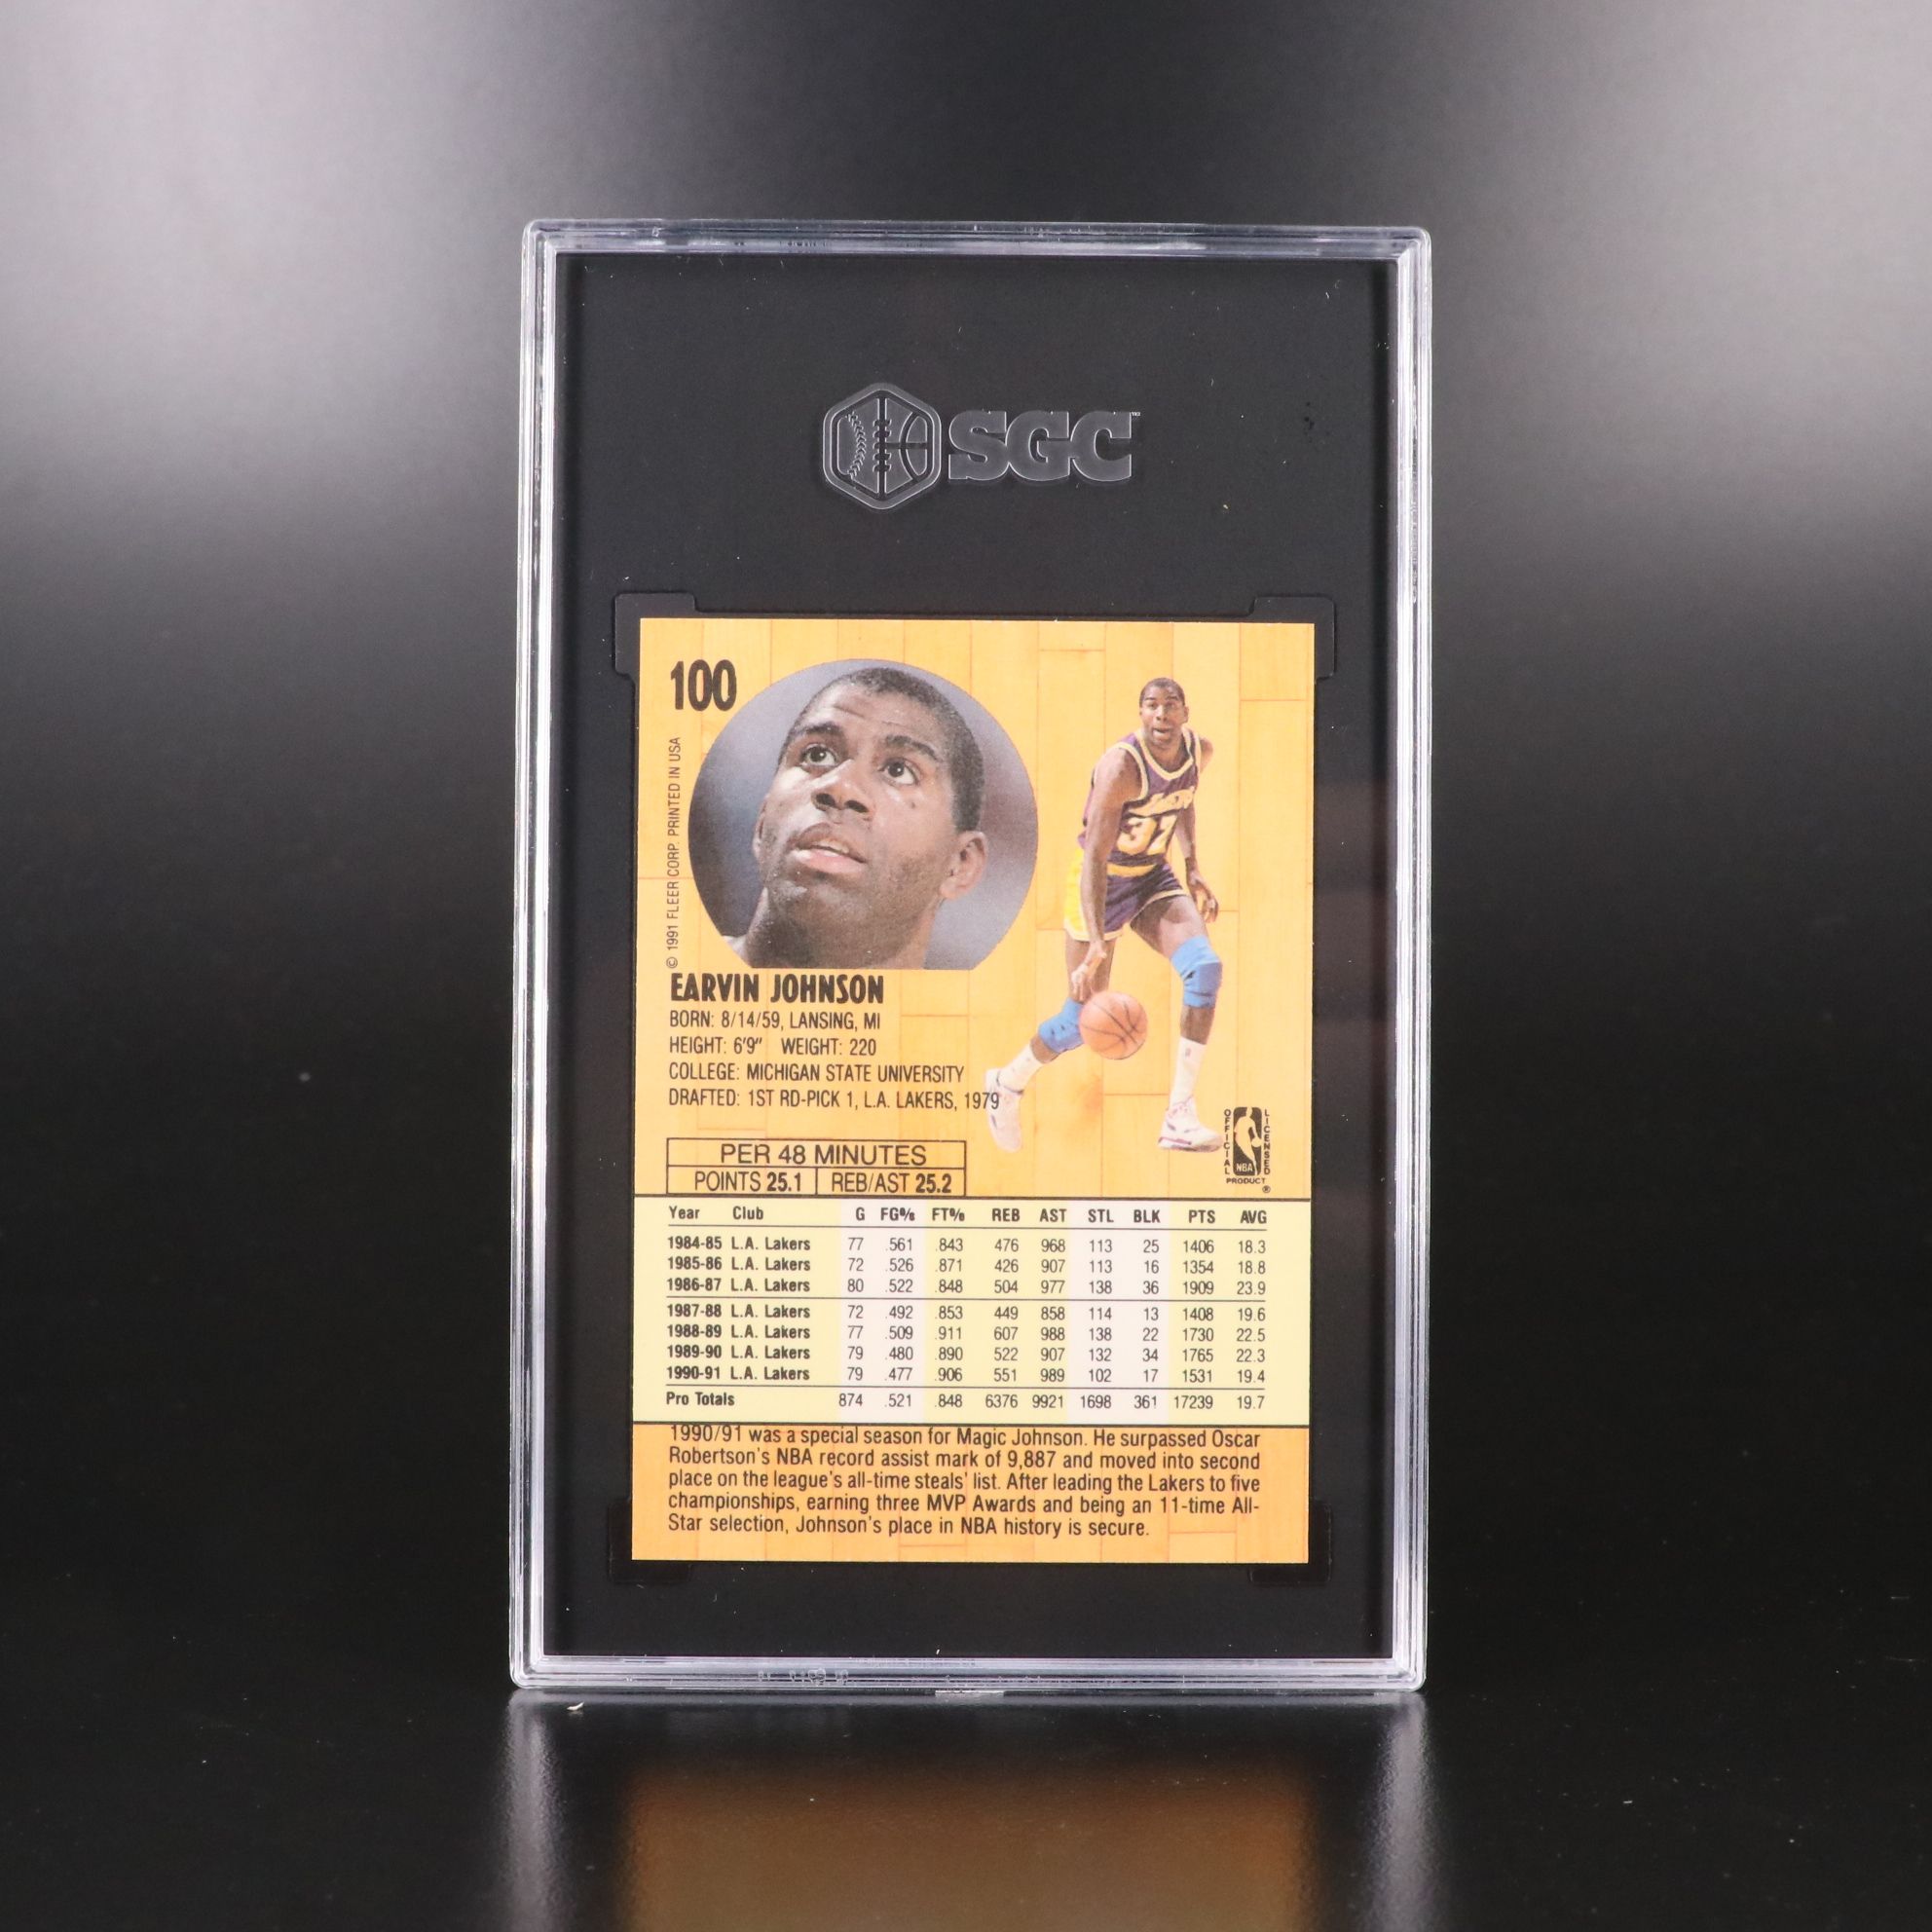 SGC™
100
© 1991 FLEER CORP. PRINTED IN USA
LAKERS
32
EARVIN JOHNSON
BORN: 8/14/59, LANSING, MI
HEIGHT: 6'9" WEIGHT: 220
COLLEGE: MICHIGAN STATE UNIVERSITY
DRAFTED: 1ST RD-PICK 1, L.A. LAKERS, 1979
OFFICIAL LICENSED
NBA
PRODUCT ®
PER 48 MINUTES
POINTS 25.1 REB/AST 25.2
Year Club G FG% FT% REB AST STL BLK PTS AVG
1984-85 L.A. Lakers 77 .561 .843 476 968 113 25 1406 18.3
1985-86 L.A. Lakers 72 .526 .871 426 907 113 16 1354 18.8
1986-87 L.A. Lakers 80 .522 .848 504 977 138 36 1909 23.9
1987-88 L.A. Lakers 72 .492 .853 449 858 114 13 1408 19.6
1988-89 L.A. Lakers 77 .509 .911 607 988 138 22 1730 22.5
1989-90 L.A. Lakers 79 .480 .890 522 907 132 34 1765 22.3
1990-91 L.A. Lakers 79 .477 .906 551 989 102 17 1531 19.4
Pro Totals 874 .521 .848 6376 9921 1698 361 17239 19.7
1990/91 was a special season for Magic Johnson. He surpassed Oscar
Robertson's NBA record assist mark of 9,887 and moved into second
place on the league's all-time steals' list. After leading the Lakers to five
championships, earning three MVP Awards and being an 11-time All-
Star selection, Johnson's place in NBA history is secure.